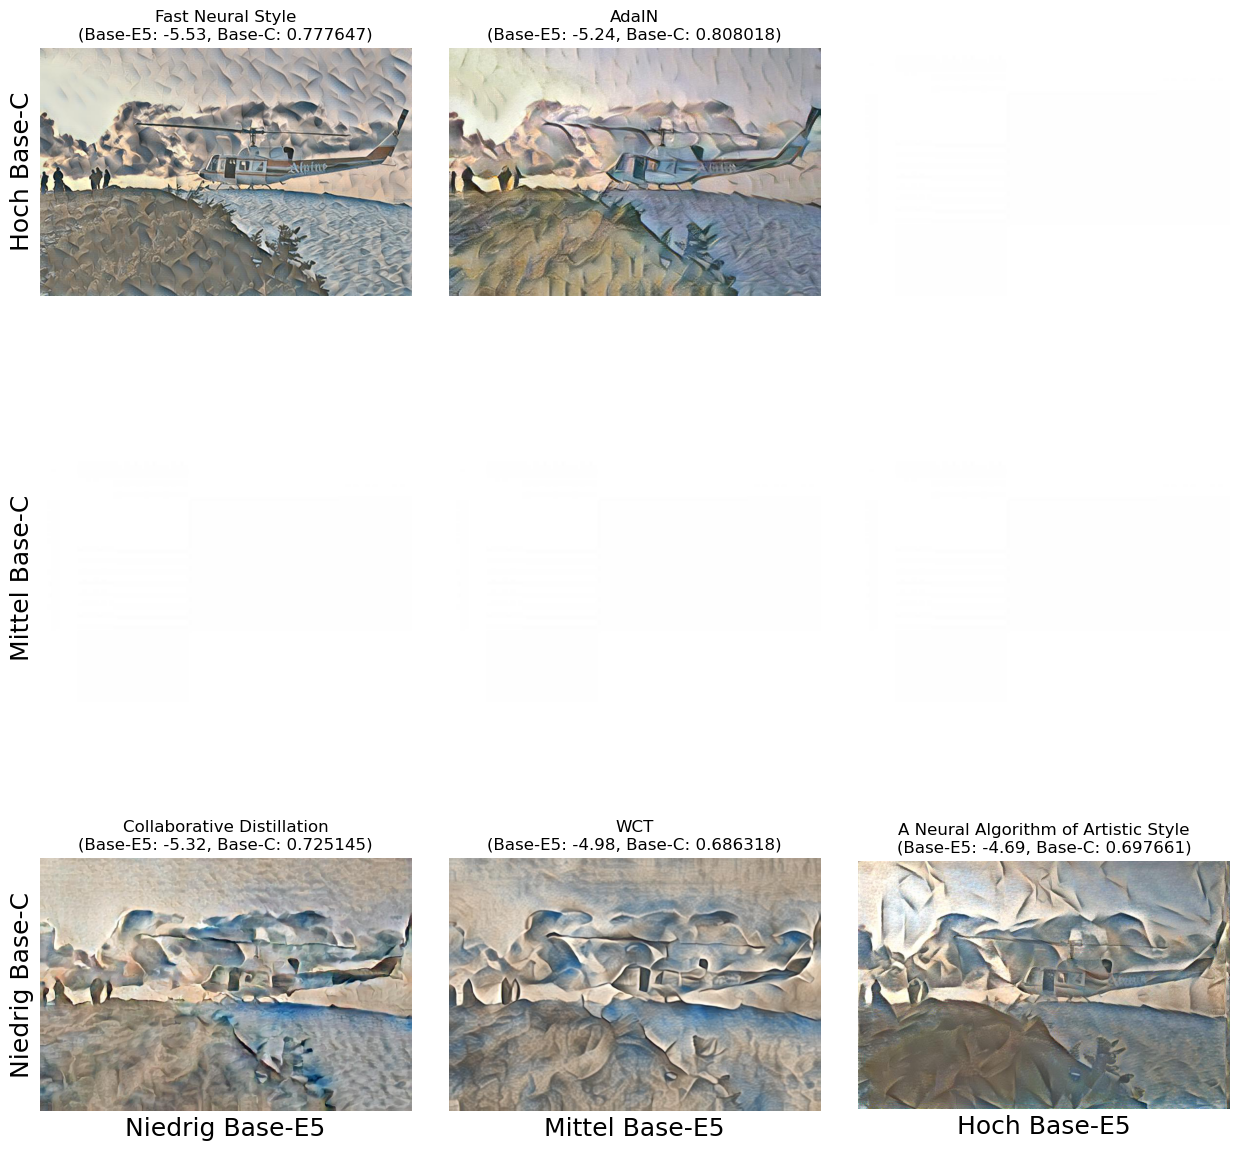 Fast Neural Style
(Base-E5: -5.53, Base-C: 0.777647)
AdaIN
(Base-E5: -5.24, Base-C: 0.808018)
Hoch Base-C
Alpine
Mittel Base-C
Collaborative Distillation
(Base-E5: -5.32, Base-C: 0.725145)
WCT
(Base-E5: -4.98, Base-C: 0.686318)
A Neural Algorithm of Artistic Style
(Base-E5: -4.69, Base-C: 0.697661)
Niedrig Base-C
Niedrig Base-E5
Mittel Base-E5
Hoch Base-E5